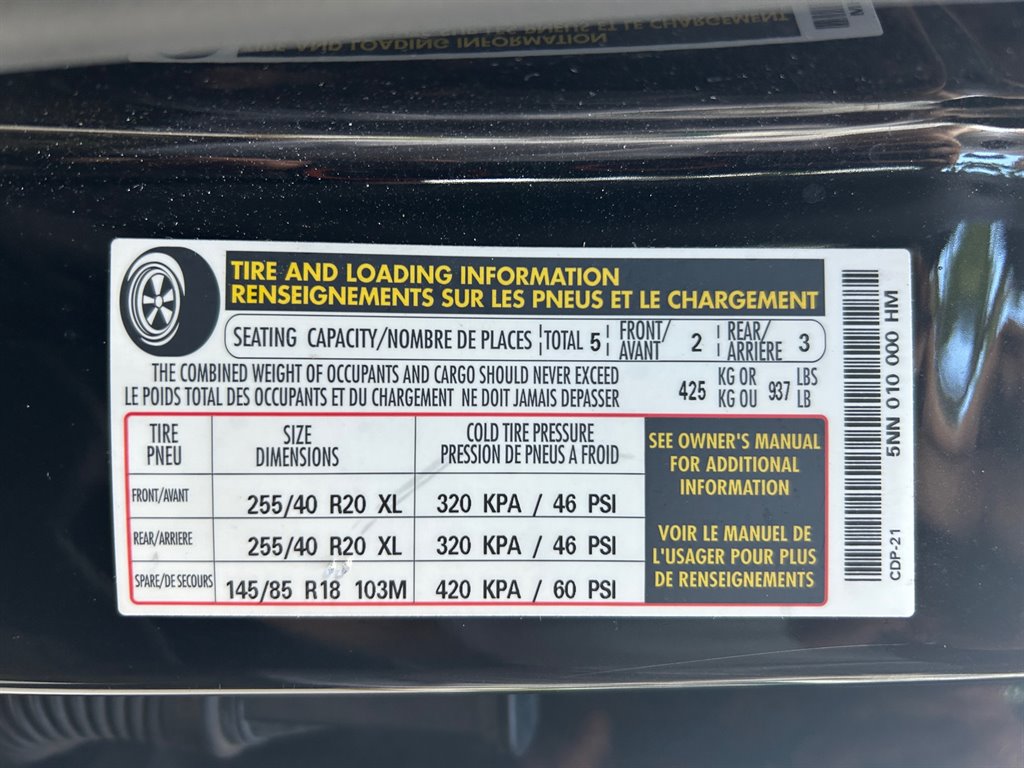 TIRE AND LOADING INFORMATION
TIRE AND LOADING INFORMATION
RENSEIGNEMENTS SUR LES PNEUS ET LE CHARGEMENT
SEATING CAPACITY/NOMBRE DE PLACES TOTAL 5 FRONT/AVANT 2 REAR/ARRIÈRE 3
THE COMBINED WEIGHT OF OCCUPANTS AND CARGO SHOULD NEVER EXCEED 425 KG OR 937 LBS
LE POIDS TOTAL DES OCCUPANTS ET DU CHARGEMENT NE DOIT JAMAIS DEPASSER KG OU LB
TIRE PNEU SIZE DIMENSIONS COLD TIRE PRESSURE PRESSION DE PNEUS A FROID
FRONT/AVANT 255/40 R20 XL 320 KPA / 46 PSI
REAR/ARRIERE 255/40 R20 XL 320 KPA / 46 PSI
SPARE/DE SECOURS 145/85 R18 103M 420 KPA / 60 PSI
SEE OWNER'S MANUAL
FOR ADDITIONAL
INFORMATION
VOIR LE MANUEL DE
L'USAGER POUR PLUS
DE RENSEIGNEMENTS
5NN 010 000 HM
CDP-21